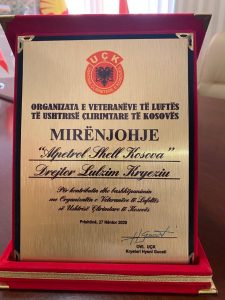 UÇK
ORGANIZATA E VETERANËVE TË LUFTËS
TË USHTRISË ÇLIRIMTARE TË KOSOVËS
MIRËNJOHJE
"Alpetrol Shell Kosova"
Drejtor Lulzim Kryeziu
Për kontributin dhe bashkëpunimin
me Organizatën e Veteranëve të Luftës
së Ushtrisë Çlirimtare të Kosovës
Prishtinë, 27 Nëntor 2020
OVL UÇK
Kryetari Hysni Gucati